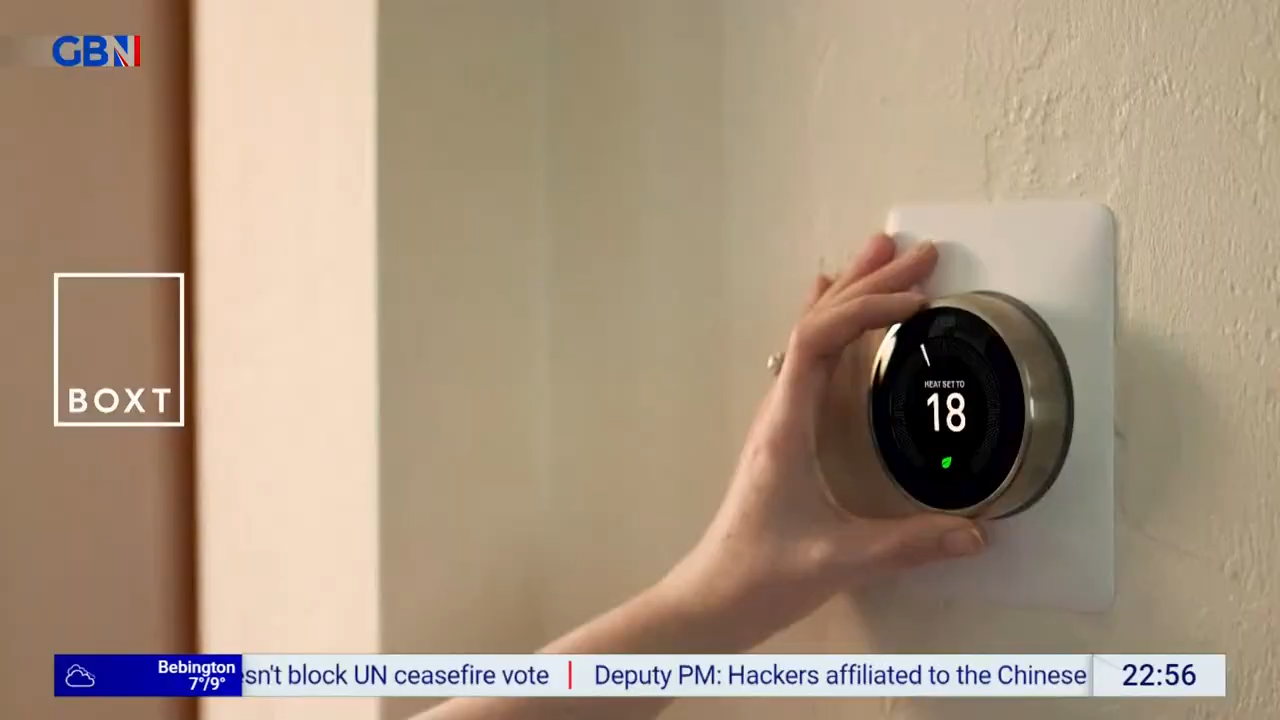 GBN
BOXT
HEAT SET TO
18
Bebington
7°/9°
esn't block UN ceasefire vote
Deputy PM: Hackers affiliated to the Chinese
22:56